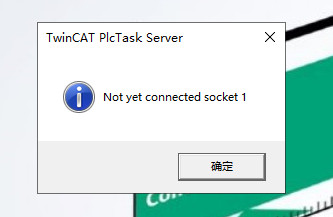 TwinCAT PlcTask Server
Not yet connected socket 1
确定